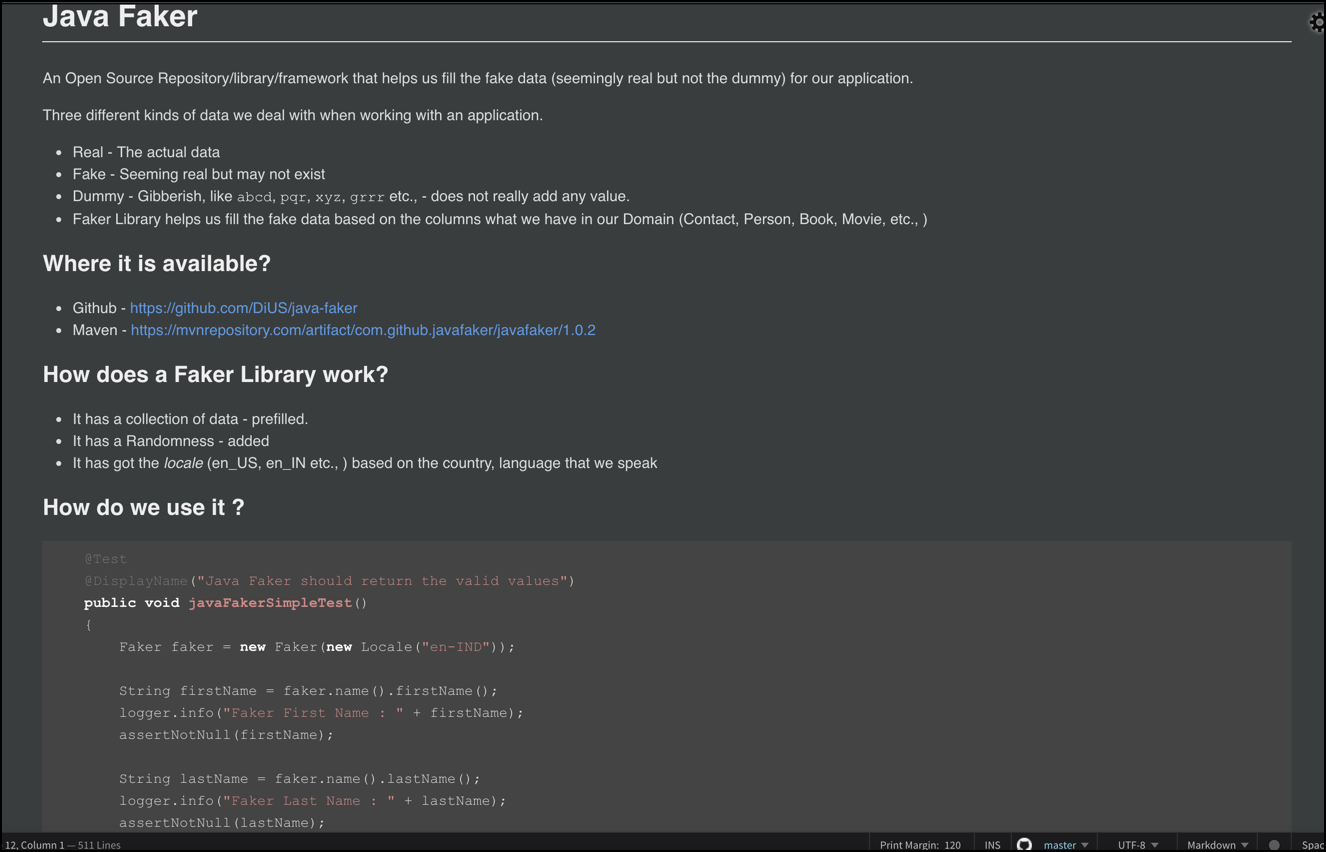 Java Faker
An Open Source Repository/library/framework that helps us fill the fake data (seemingly real but not the dummy) for our application.
Three different kinds of data we deal with when working with an application.
• Real - The actual data
• Fake - Seeming real but may not exist
• Dummy - Gibberish, like abcd, pqr, xyz, grrr etc., - does not really add any value.
• Faker Library helps us fill the fake data based on the columns what we have in our Domain (Contact, Person, Book, Movie, etc., )
Where it is available?
• Github - https://github.com/DiUS/java-faker
• Maven - https://mvnrepository.com/artifact/com.github.javafaker/javafaker/1.0.2
How does a Faker Library work?
• It has a collection of data - prefilled.
• It has a Randomness - added
• It has got the locale (en_US, en_IN etc., ) based on the country, language that we speak
How do we use it ?
@Test
@DisplayName("Java Faker should return the valid values")
public void javaFakerSimpleTest()
{
Faker faker = new Faker(new Locale("en-IND"));
String firstName = faker.name().firstName();
logger.info("Faker First Name : " + firstName);
assertNotNull(firstName);
String lastName = faker.name().lastName();
logger.info("Faker Last Name : " + lastName);
assertNotNull(lastName);
12, Column 1 — 511 Lines Print Margin: 120 INS master UTF-8 Markdown Spac